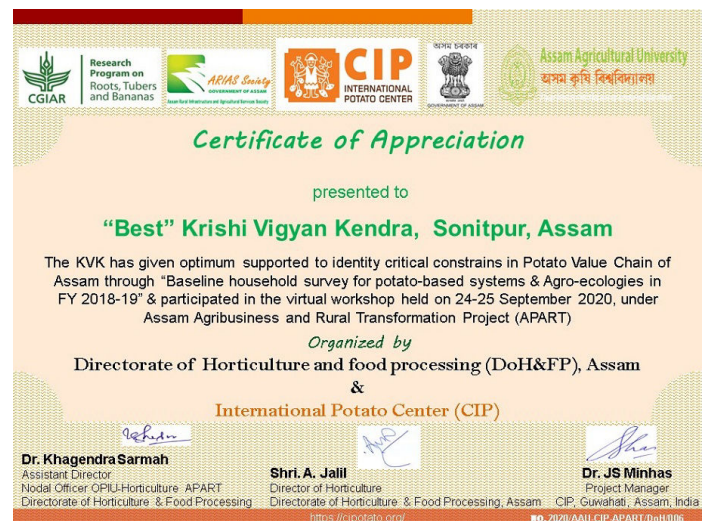 CGIAR
Research
Program on
Roots, Tubers
and Bananas
ARIAS Society
GOVERNMENT OF ASSAM
Assam Rural Infrastructure and Agricultural Services Society
CIP
INTERNATIONAL
POTATO CENTER
অসম চৰকাৰ
GOVERNMENT OF ASSAM
Assam Agricultural University
অসম কৃষি বিশ্ববিদ্যালয়
Certificate of Appreciation
presented to
“Best” Krishi Vigyan Kendra, Sonitpur, Assam
The KVK has given optimum supported to identity critical constrains in Potato Value Chain of
Assam through “Baseline household survey for potato-based systems & Agro-ecologies in
FY 2018-19” & participated in the virtual workshop held on 24-25 September 2020, under
Assam Agribusiness and Rural Transformation Project (APART)
Organized by
Directorate of Horticulture and food processing (DoH&FP), Assam
&
International Potato Center (CIP)
Dr. Khagendra Sarmah
Assistant Director
Nodal Officer OPIU-Horticulture APART
Directorate of Horticulture & Food Processing
Shri. A. Jalil
Director of Horticulture
Directorate of Horticulture & Food Processing, Assam
Dr. JS Minhas
Project Manager
CIP, Guwahati, Assam, India
https://cipotato.org/
NO. 2020/AAU-CIP-APART/DoH/006